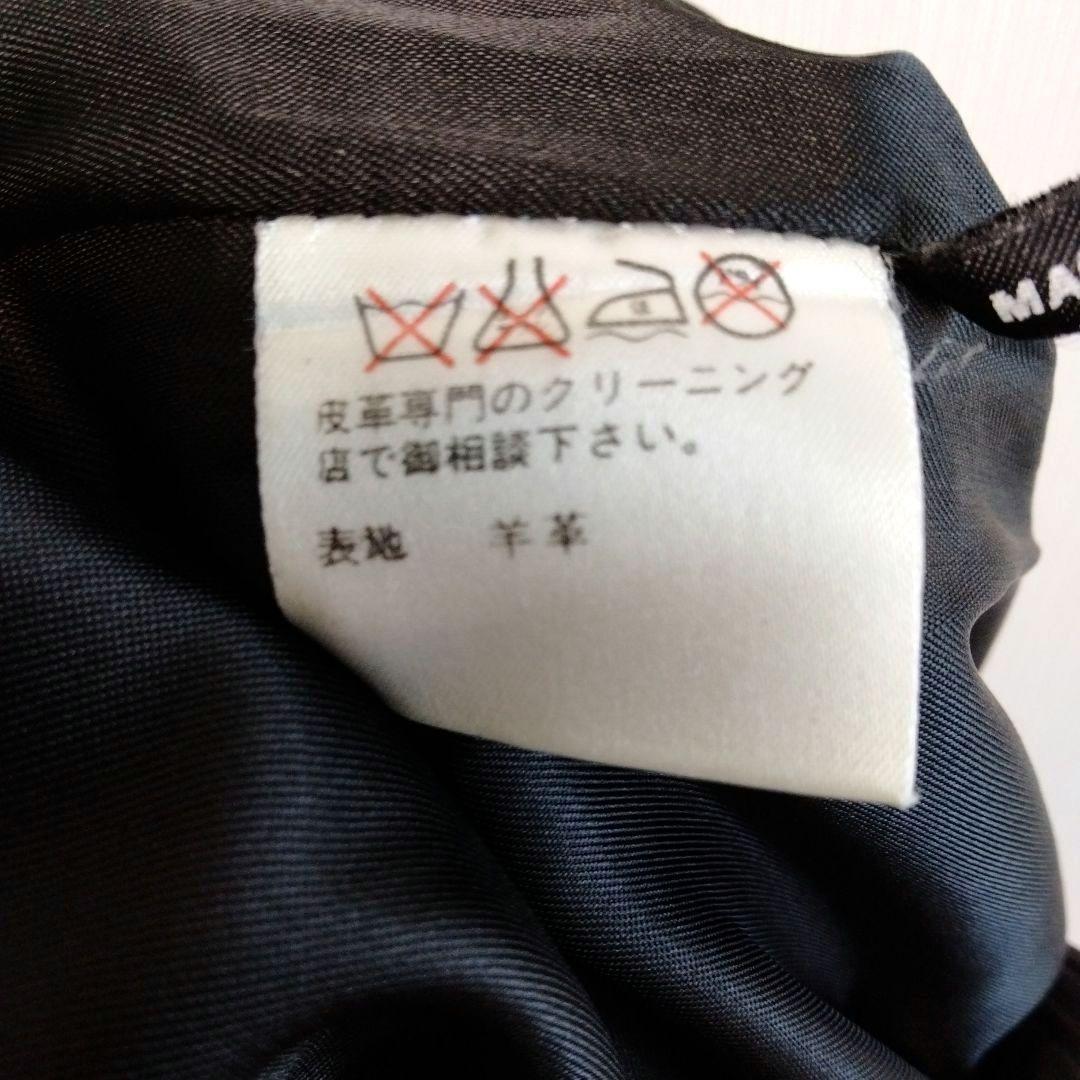 皮革専門のクリーニング
店で御相談下さい。
表地 羊革
MA